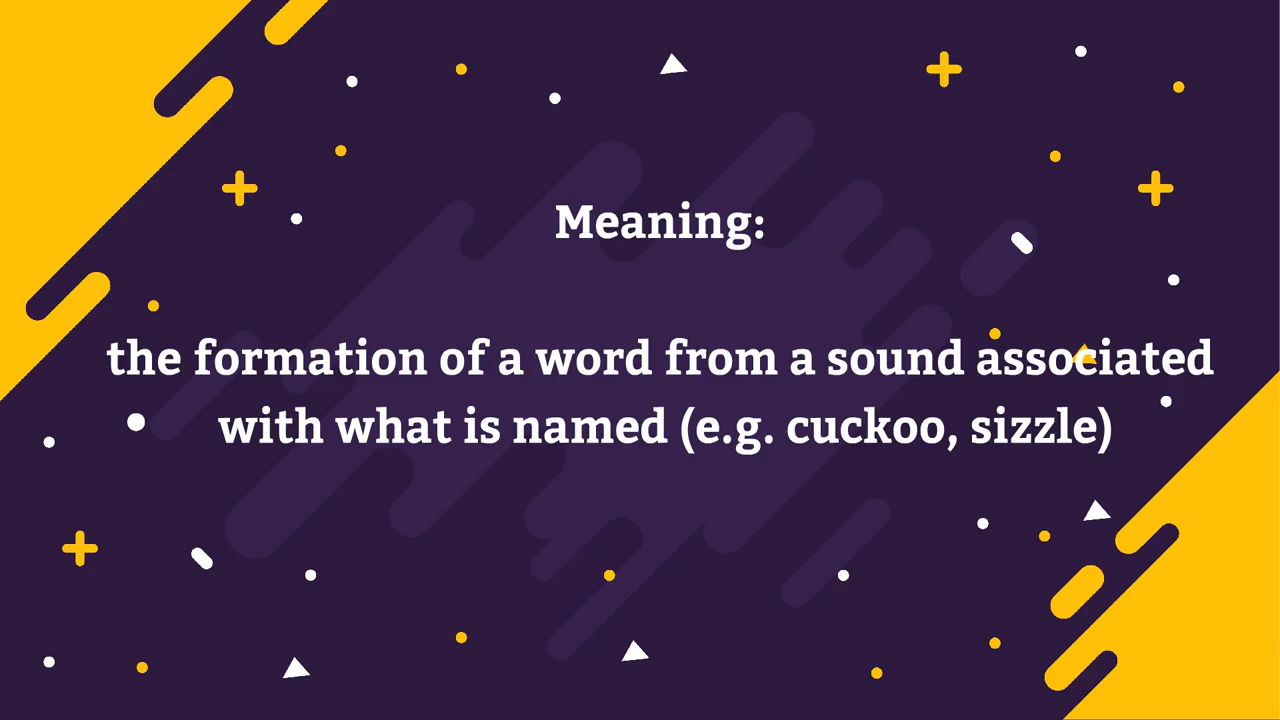 Meaning:
the formation of a word from a sound associated
with what is named (e.g. cuckoo, sizzle)